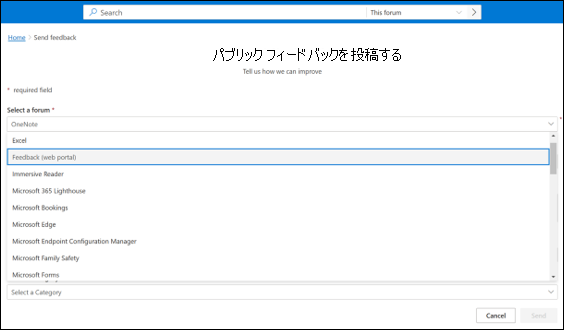 Search
This forum
Home > Send feedback
パブリック フィードバックを投稿する
Tell us how we can improve
* required field
Select a forum *
OneNote
*
Excel
Feedback (web portal)
Immersive Reader
Microsoft 365 Lighthouse
Microsoft Bookings
Microsoft Edge
Microsoft Endpoint Configuration Manager
Microsoft Family Safety
Microsoft Forms
Select a Category
Cancel
Send